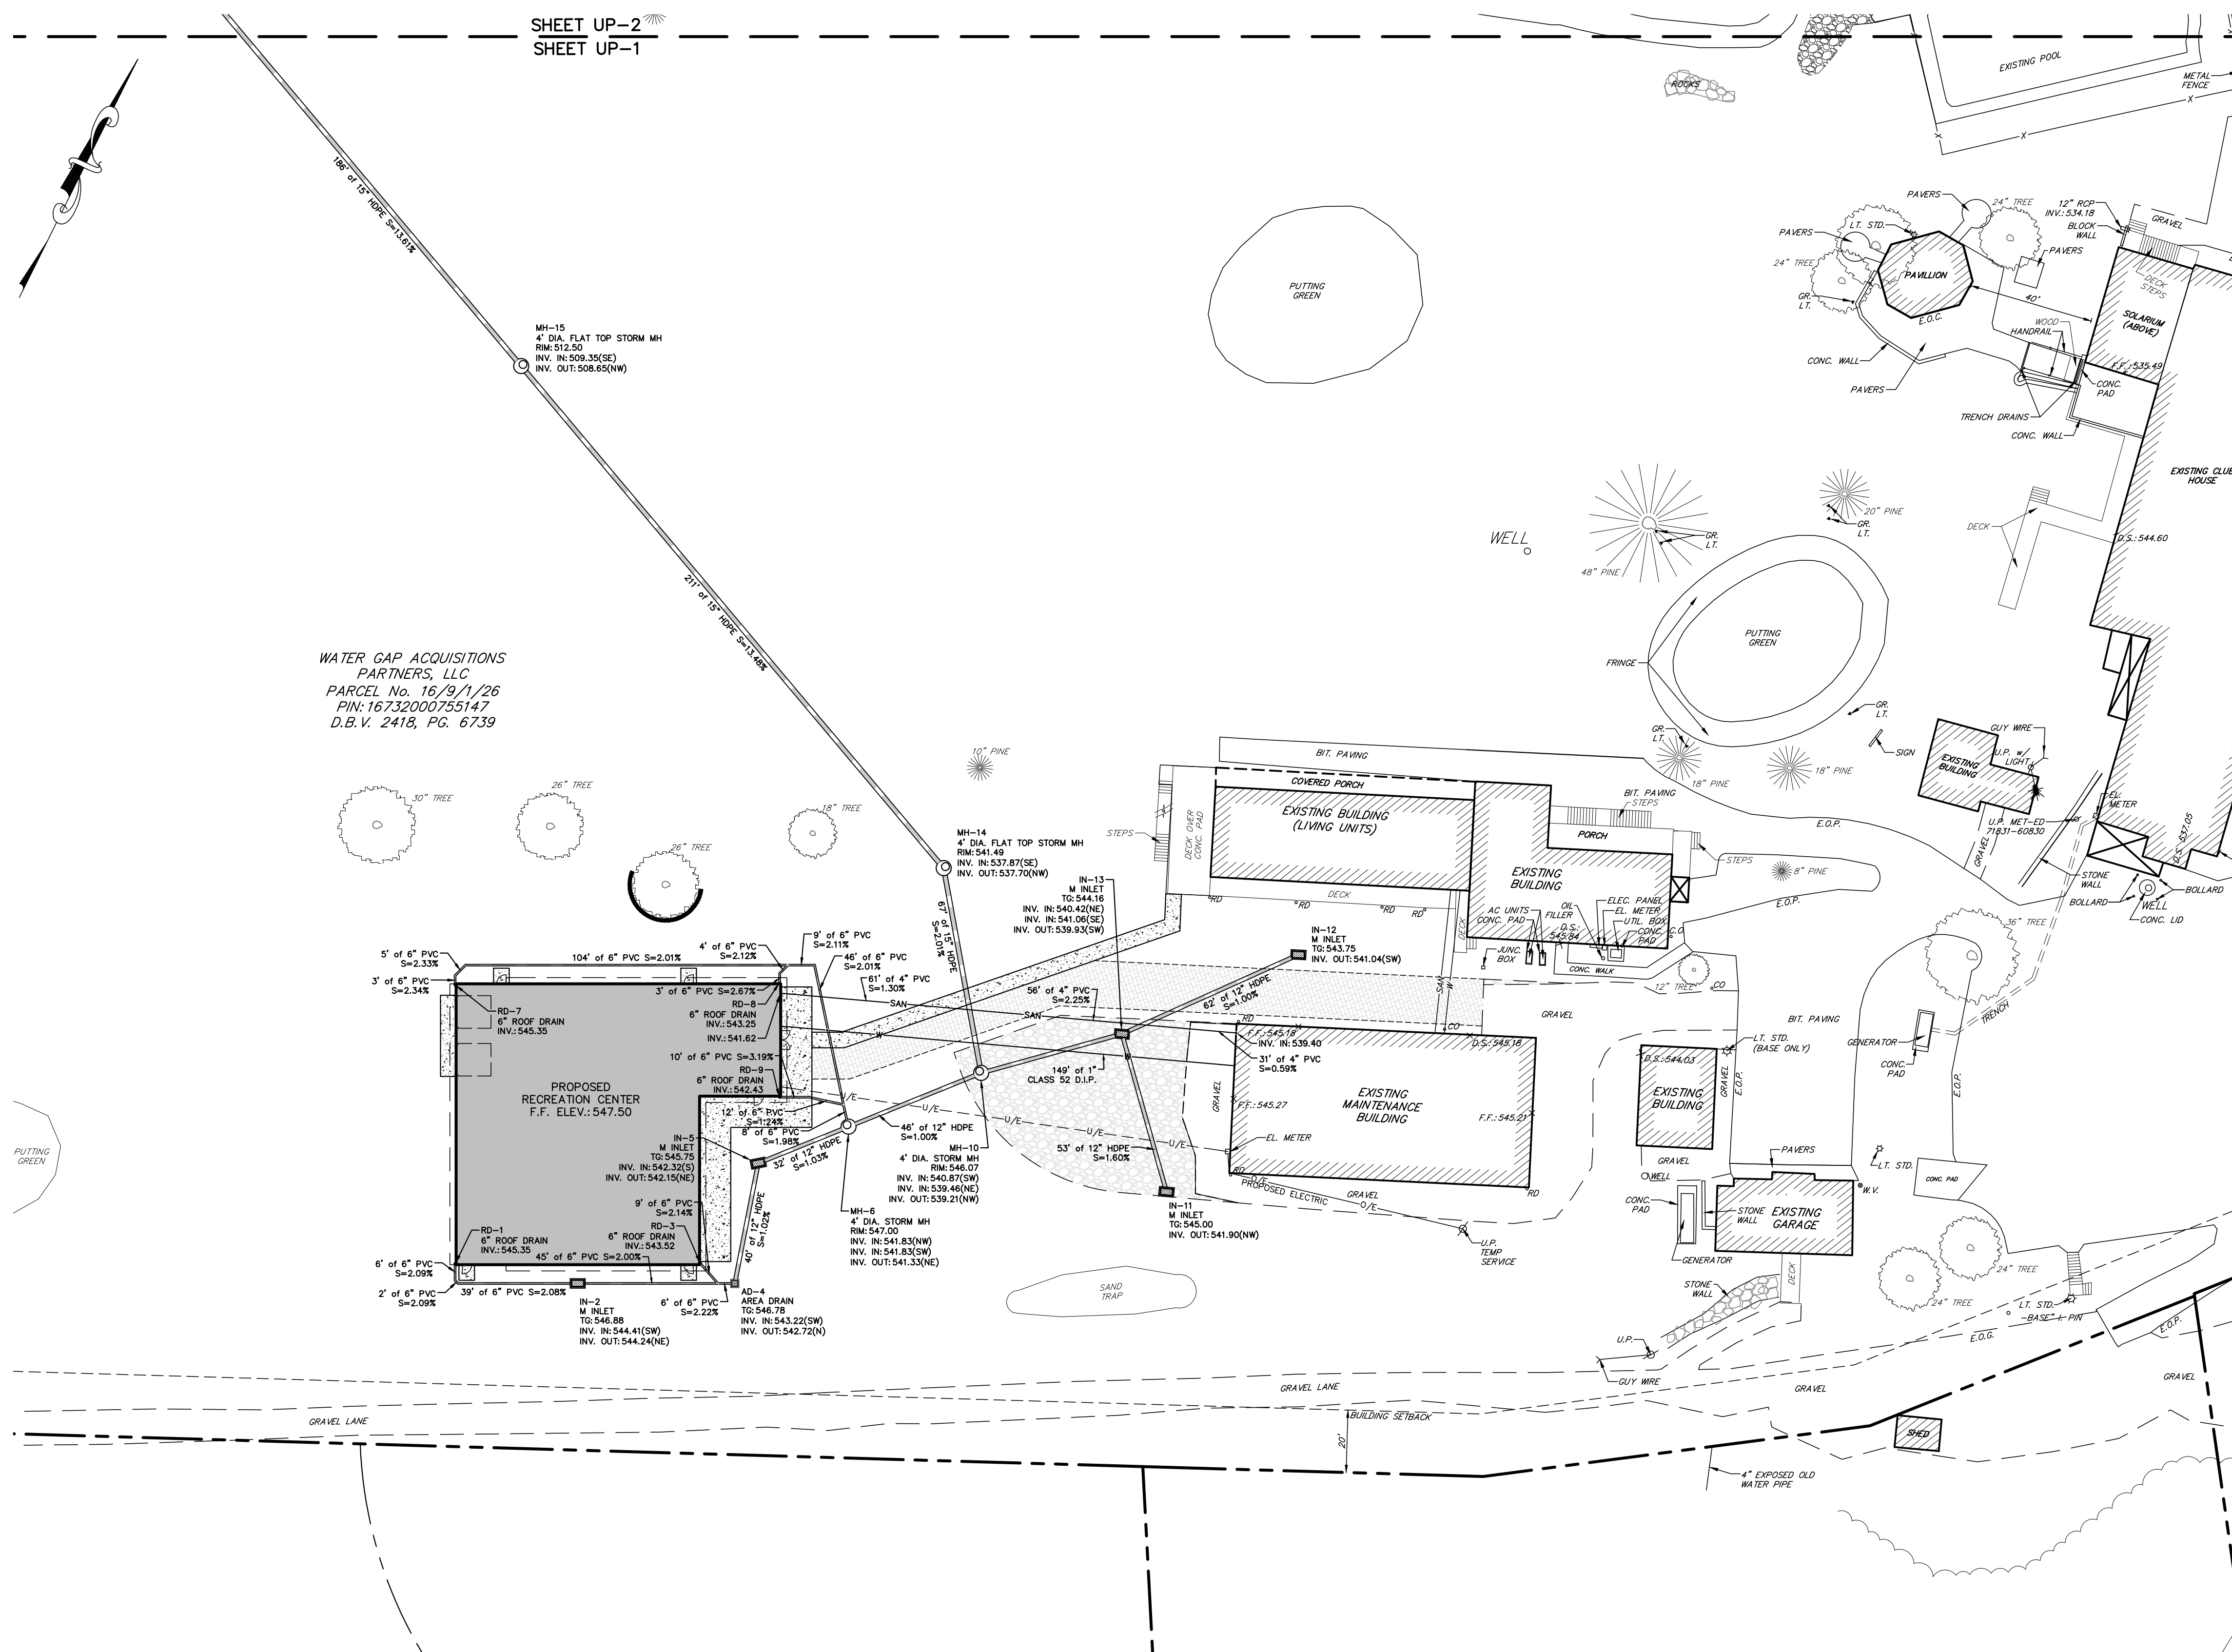 SHEET UP-2
SHEET UP-1
ROCKS
EXISTING POOL
METAL
FENCE
X
X
X
X
186' of 15" HDPE S=13.61%
PUTTING
GREEN
PAVERS
24" TREE
12" RCP
INV.: 534.18
BLOCK
WALL
GRAVEL
LT. STD.
PAVERS
PAVERS
24" TREE
PAVILLION
DECK
STEPS
GR.
LT.
40'
E.O.C.
WOOD
HANDRAIL
SOLARIUM
(ABOVE)
CONC. WALL
F.F.: 535.49
PAVERS
CONC.
PAD
TRENCH DRAINS
CONC. WALL
MH-15
4' DIA. FLAT TOP STORM MH
RIM: 512.50
INV. IN: 509.35(SE)
INV. OUT: 508.65(NW)
EXISTING CLUB
HOUSE
20" PINE
GR.
LT.
GR.
LT.
WELL
48" PINE
DECK
D.S.: 544.60
211' of 15" HDPE S=13.48%
WATER GAP ACQUISITIONS
PARTNERS, LLC
PARCEL No. 16/9/1/26
PIN: 16732000755147
D.B.V. 2418, PG. 6739
PUTTING
GREEN
FRINGE
GR.
LT.
SIGN
GUY WIRE
U.P. w/
LIGHT
EXISTING
BUILDING
GR.
LT.
18" PINE
18" PINE
10" PINE
BIT. PAVING
COVERED PORCH
EXISTING BUILDING
(LIVING UNITS)
BIT. PAVING
STEPS
PORCH
E.O.P.
EL.
METER
U.P. MET-ED
71831-60830
D.S.: 537.05
GRAVEL
STONE
WALL
BOLLARD
BOLLARD
WELL
CONC. LID
30" TREE
26" TREE
18" TREE
26" TREE
STEPS
DECK OVER
CONC. PAD
MH-14
4' DIA. FLAT TOP STORM MH
RIM: 541.49
INV. IN: 537.87(SE)
INV. OUT: 537.70(NW)
STEPS
8" PINE
E.O.P.
EXISTING
BUILDING
DECK
RD
RD
RD
RD
DECK
IN-13
M INLET
TG: 544.16
INV. IN: 540.42(NE)
INV. IN: 541.06(SE)
INV. OUT: 539.93(SW)
AC UNITS
CONC. PAD
OIL
FILLER
ELEC. PANEL
EL. METER
UTIL. BOX
CONC.
PAD
C.O.
D.S.:
545.84
JUNC.
BOX
CONC. WALK
36" TREE
12" TREE
CO
67' of 15" HDPE
S=2.01%
IN-12
M INLET
TG: 543.75
INV. OUT: 541.04(SW)
5' of 6" PVC
S=2.33%
104' of 6" PVC S=2.01%
4' of 6" PVC
S=2.12%
9' of 6" PVC
S=2.11%
46' of 6" PVC
S=2.01%
61' of 4" PVC
S=1.30%
3' of 6" PVC
S=2.34%
3' of 6" PVC S=2.67%
56' of 4" PVC
S=2.25%
62' of 12" HDPE
S=1.00%
SAN
SAN
SAN
W
W
W
RD-7
6" ROOF DRAIN
INV.: 545.35
RD-8
6" ROOF DRAIN
INV.: 543.25
INV.: 541.62
10' of 6" PVC S=3.19%
RD-9
6" ROOF DRAIN
INV.: 542.43
PROPOSED
RECREATION CENTER
F.F. ELEV.: 547.50
12' of 6" PVC
S=1.24%
8' of 6" PVC
S=1.98%
32' of 12" HDPE
S=1.03%
46' of 12" HDPE
S=1.00%
149' of 1"
CLASS 52 D.I.P.
RD
F.F.: 545.18
INV. IN: 539.40
31' of 4" PVC
S=0.59%
CO
D.S.: 545.16
GRAVEL
BIT. PAVING
TRENCH
GENERATOR
CONC.
PAD
LT. STD.
(BASE ONLY)
D.S.: 544.03
EXISTING
BUILDING
GRAVEL
E.O.P.
E.O.P.
GRAVEL
F.F.: 545.27
EXISTING
MAINTENANCE
BUILDING
F.F.: 545.21
U/E
U/E
U/E
U/E
U/E
EL. METER
IN-5
M INLET
TG: 545.75
INV. IN: 542.32(S)
INV. OUT: 542.15(NE)
MH-10
4' DIA. STORM MH
RIM: 546.07
INV. IN: 540.87(SW)
INV. IN: 539.46(NE)
INV. OUT: 539.21(NW)
53' of 12" HDPE
S=1.60%
PUTTING
GREEN
GRAVEL
WELL
PAVERS
LT. STD.
CONC. PAD
W.V.
9' of 6" PVC
S=2.14%
40' of 12" HDPE
S=1.02%
RD
O/E
PROPOSED ELECTRIC
O/E
GRAVEL
RD
CONC.
PAD
STONE
WALL
EXISTING
GARAGE
RD-1
6" ROOF DRAIN
INV.: 545.35
RD-3
6" ROOF DRAIN
INV.: 543.52
45' of 6" PVC S=2.00%
MH-6
4' DIA. STORM MH
RIM: 547.00
INV. IN: 541.83(NW)
INV. IN: 541.83(SW)
INV. OUT: 541.33(NE)
IN-11
M INLET
TG: 545.00
INV. OUT: 541.90(NW)
U.P.
TEMP
SERVICE
GENERATOR
DECK
24" TREE
6' of 6" PVC
S=2.09%
2' of 6" PVC
S=2.09%
39' of 6" PVC S=2.08%
6' of 6" PVC
S=2.22%
IN-2
M INLET
TG: 546.88
INV. IN: 544.41(SW)
INV. OUT: 544.24(NE)
AD-4
AREA DRAIN
TG: 546.78
INV. IN: 543.22(SW)
INV. OUT: 542.72(N)
SAND
TRAP
STONE
WALL
24" TREE
LT. STD.
BASE" I. PIN
E.O.G.
E.O.P.
U.P.
GUY WIRE
GRAVEL LANE
GRAVEL LANE
GRAVEL
GRAVEL
BUILDING SETBACK
20'
SHED
4" EXPOSED OLD
WATER PIPE